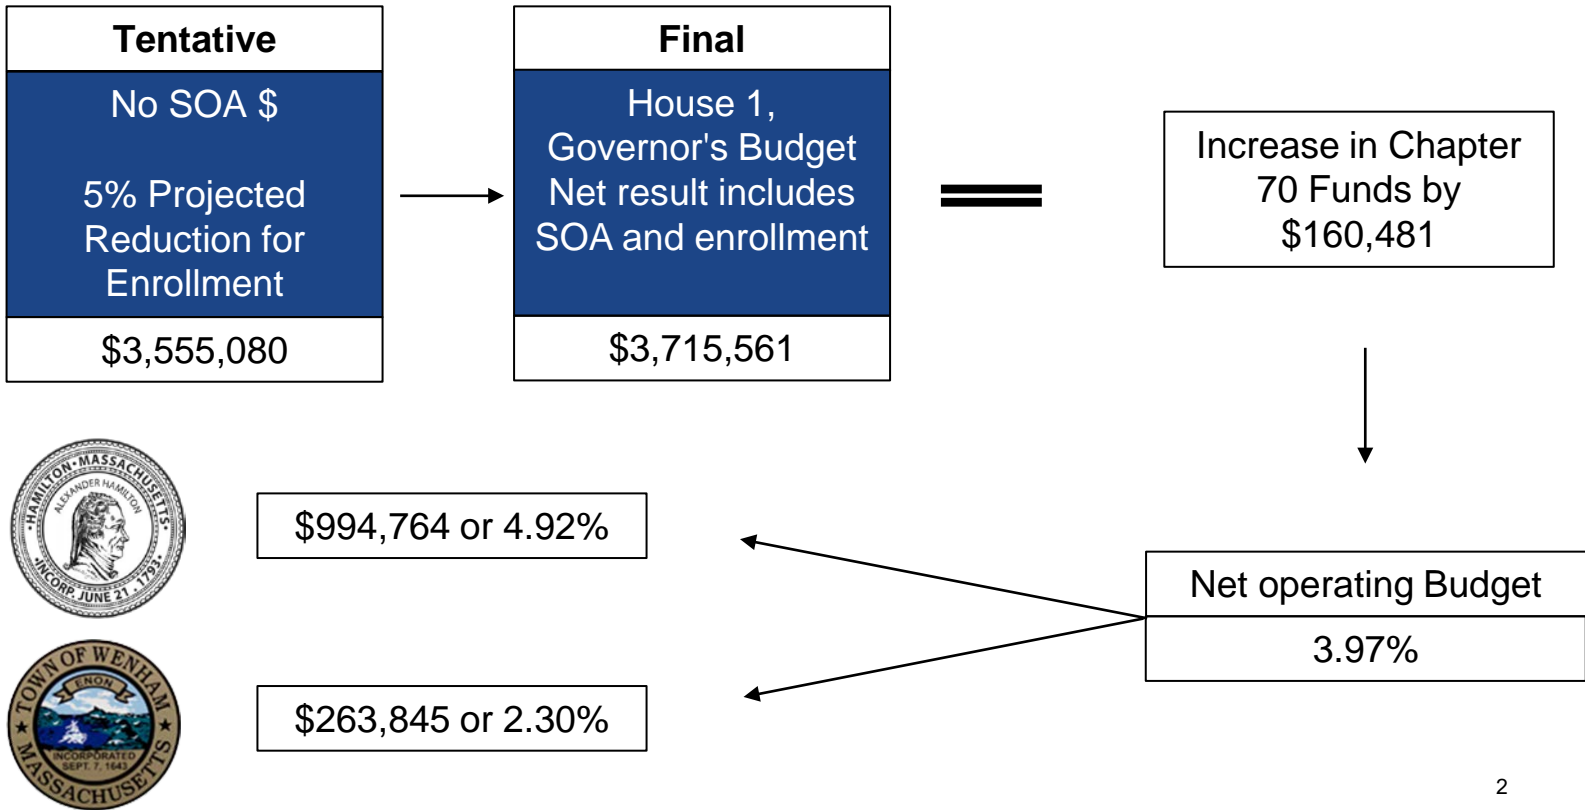 Tentative
No SOA $
5% Projected
Reduction for
Enrollment
$3,555,080
Final
House 1,
Governor's Budget
Net result includes
SOA and enrollment
$3,715,561
Increase in Chapter
70 Funds by
$160,481
HAMILTON • MASSACHUSETTS •
ALEXANDER HAMILTON
• INCORP. JUNE 21 . 1793 •
$994,764 or 4.92%
Net operating Budget
3.97%
TOWN OF WENHAM
ENON
INCORPORATED
SEPT. 7, 1643
MASSACHUSETTS
$263,845 or 2.30%
2